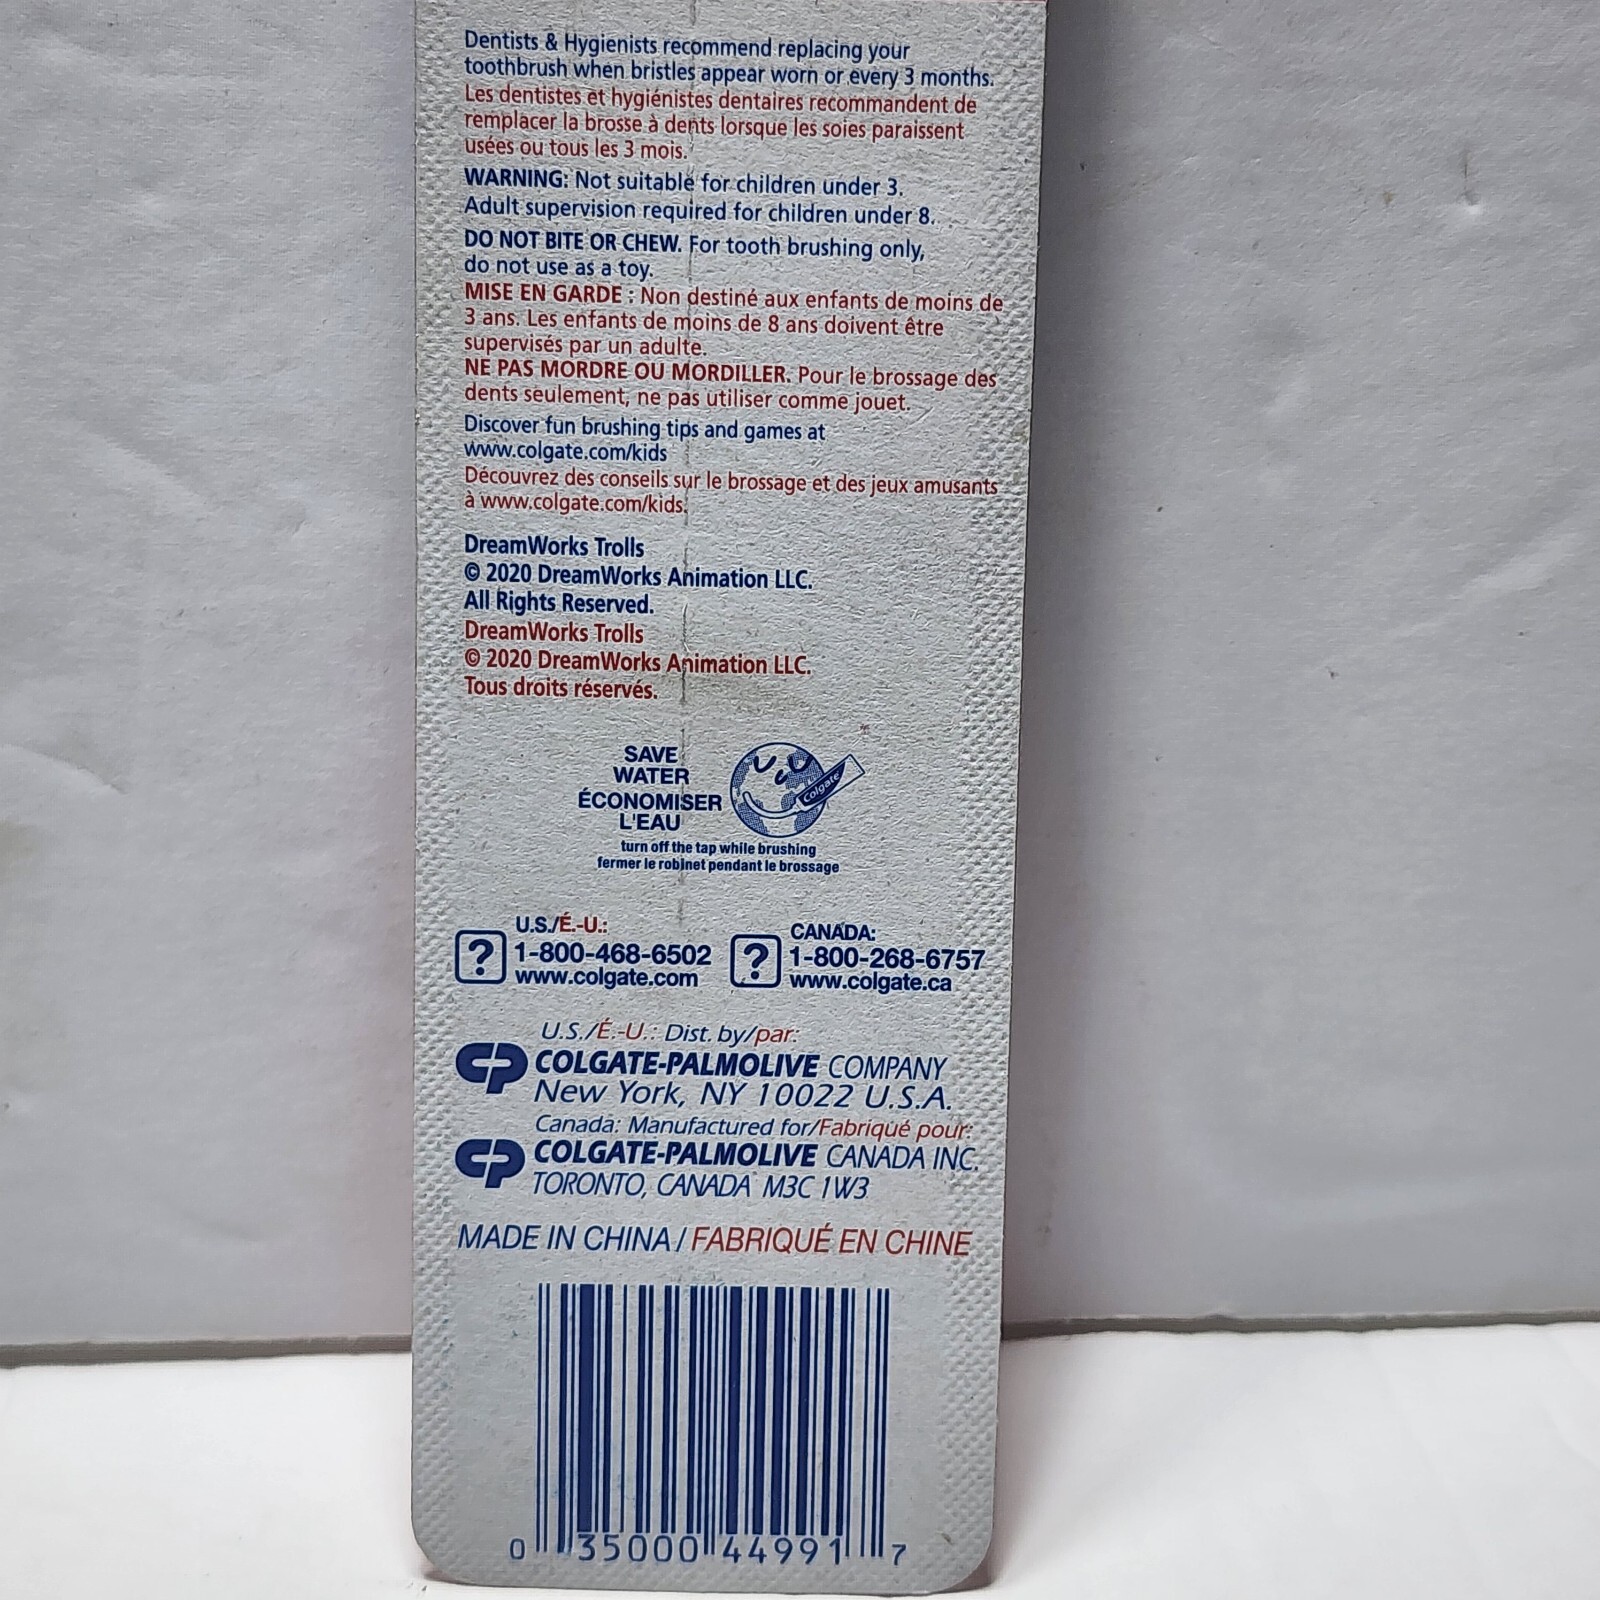 Dentists & Hygienists recommend replacing your
toothbrush when bristles appear worn or every 3 months.
Les dentistes et hygiénistes dentaires recommandent de
remplacer la brosse à dents lorsque les soies paraissent
usées ou tous les 3 mois.
WARNING: Not suitable for children under 3.
Adult supervision required for children under 8.
DO NOT BITE OR CHEW. For tooth brushing only,
do not use as a toy.
MISE EN GARDE : Non destiné aux enfants de moins de
3 ans. Les enfants de moins de 8 ans doivent être
supervisés par un adulte.
NE PAS MORDRE OU MORDILLER. Pour le brossage des
dents seulement, ne pas utiliser comme jouet.
Discover fun brushing tips and games at
www.colgate.com/kids
Découvrez des conseils sur le brossage et des jeux amusants
à www.colgate.com/kids.
DreamWorks Trolls
© 2020 DreamWorks Animation LLC.
All Rights Reserved.
DreamWorks Trolls
© 2020 DreamWorks Animation LLC.
Tous droits réservés.
SAVE
WATER
ÉCONOMISER
L'EAU
Colgate
turn off the tap while brushing
fermer le robinet pendant le brossage
U.S./É.-U.:
? 1-800-468-6502
www.colgate.com
CANADA:
? 1-800-268-6757
www.colgate.ca
U.S./É.-U.: Dist. by/par:
CP COLGATE-PALMOLIVE COMPANY
New York, NY 10022 U.S.A.
Canada: Manufactured for/Fabriqué pour:
CP COLGATE-PALMOLIVE CANADA INC.
TORONTO, CANADA M3C 1W3
MADE IN CHINA / FABRIQUÉ EN CHINE
0 35000 44991 7